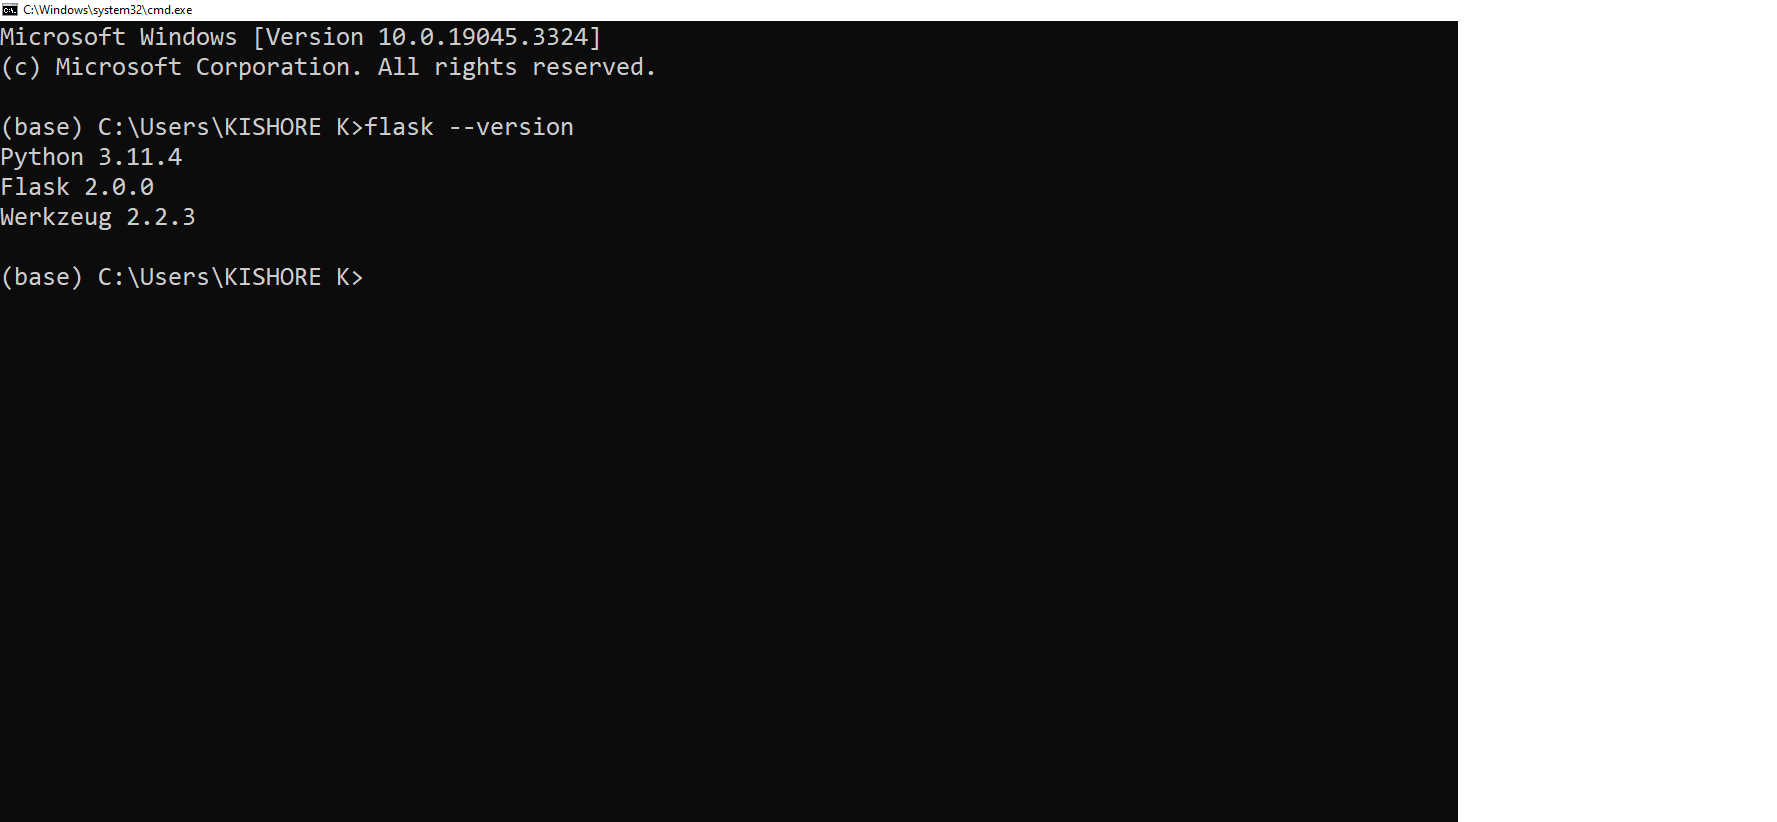 C:\Windows\system32\cmd.exe
Microsoft Windows [Version 10.0.19045.3324]
(c) Microsoft Corporation. All rights reserved.
(base) C:\Users\KISHORE K>flask --version
Python 3.11.4
Flask 2.0.0
Werkzeug 2.2.3
(base) C:\Users\KISHORE K>